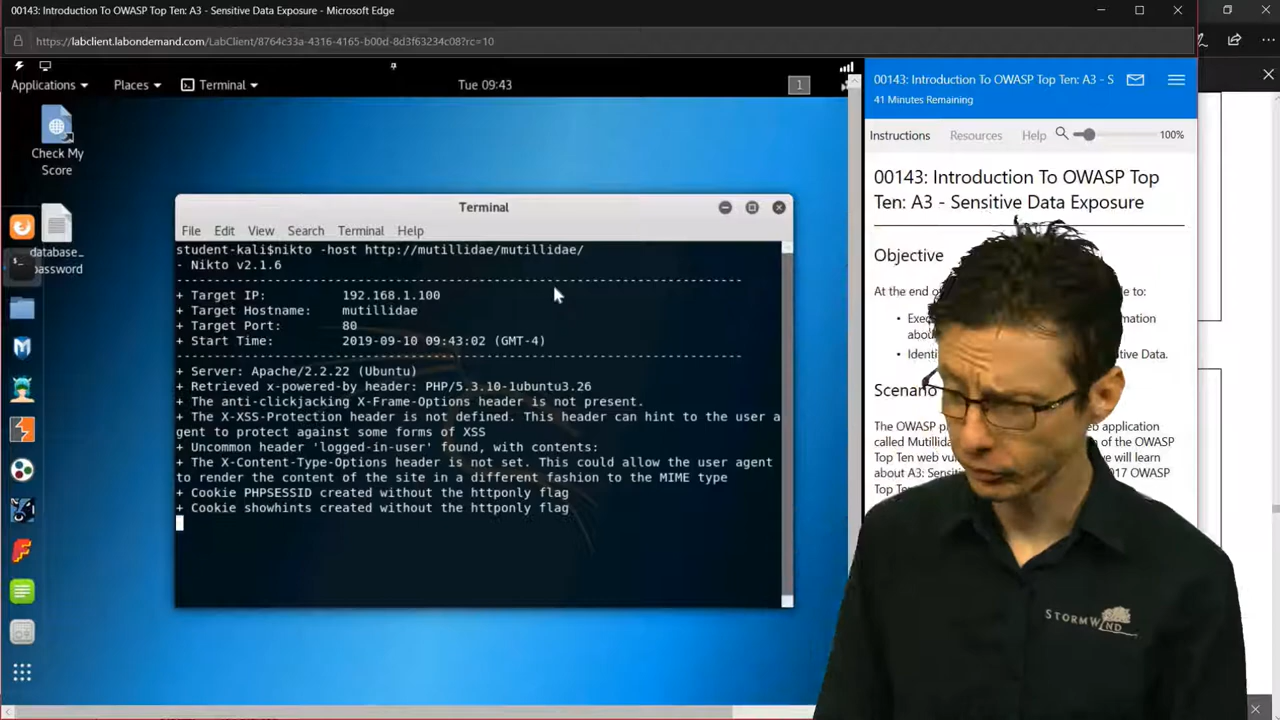 00143: Introduction To OWASP Top Ten: A3 - Sensitive Data Exposure - Microsoft Edge
https://labclient.labondemand.com/LabClient/8764c33a-4316-4165-b00d-8d3f63234c08?rc=10
Applications
Places
Terminal
Tue 09:43
1
Check My
Score
database_
password
Terminal
File Edit View Search Terminal Help
student-kali$nikto -host http://mutillidae/mutillidae/
- Nikto v2.1.6
---------------------------------------------------------------------------
+ Target IP: 192.168.1.100
+ Target Hostname: mutillidae
+ Target Port: 80
+ Start Time: 2019-09-10 09:43:02 (GMT-4)
---------------------------------------------------------------------------
+ Server: Apache/2.2.22 (Ubuntu)
+ Retrieved x-powered-by header: PHP/5.3.10-1ubuntu3.26
+ The anti-clickjacking X-Frame-Options header is not present.
+ The X-XSS-Protection header is not defined. This header can hint to the user a
gent to protect against some forms of XSS
+ Uncommon header 'logged-in-user' found, with contents:
+ The X-Content-Type-Options header is not set. This could allow the user agent
to render the content of the site in a different fashion to the MIME type
+ Cookie PHPSESSID created without the httponly flag
+ Cookie showhints created without the httponly flag
00143: Introduction To OWASP Top Ten: A3 - S
41 Minutes Remaining
Instructions Resources Help 100%
00143: Introduction To OWASP Top
Ten: A3 - Sensitive Data Exposure
Objective
At the end of to:
• Exec mation
abou
• Identi ve Data.
Scenario
The OWASP p b application
called Mutillid n of the OWASP
Top Ten web vul we will learn
about A3: Sensi 017 OWASP
Top Ten
STORMWIND